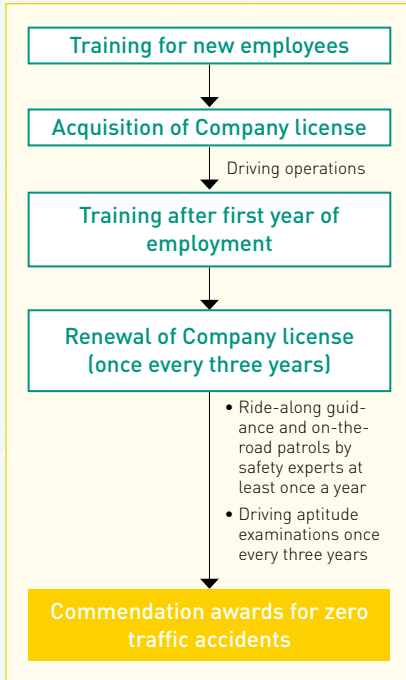 Training for new employees
Acquisition of Company license
Driving operations
Training after first year of
employment
Renewal of Company license
(once every three years)
• Ride-along guid-
ance and on-the-
road patrols by
safety experts at
least once a year
• Driving aptitude
examinations once
every three years
Commendation awards for zero
traffic accidents